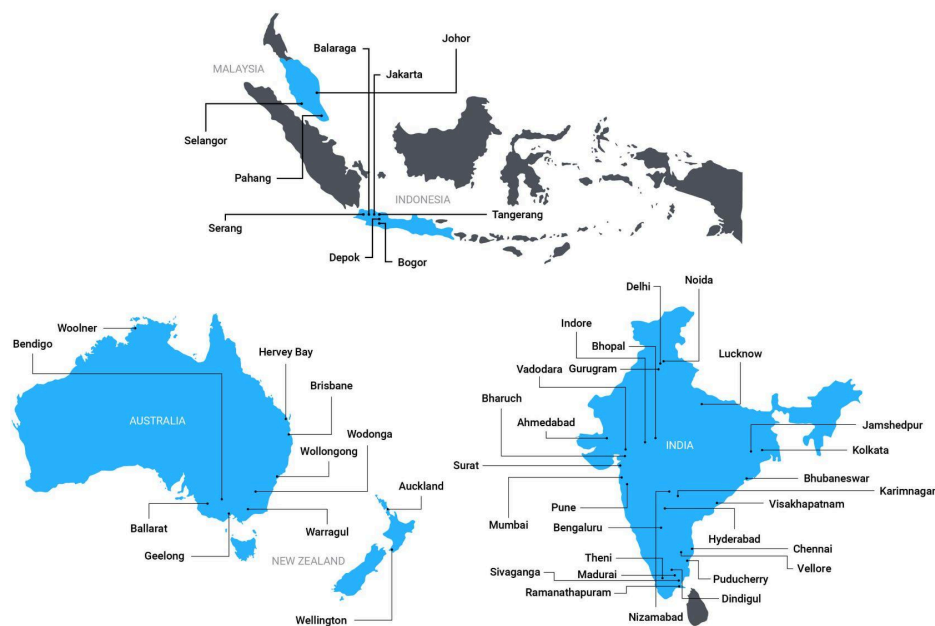 Johor
Balaraga
MALAYSIA
Jakarta
Selangor
Pahang
INDONESIA
Serang
Tangerang
Depok
Bogor
Woolner
Bendigo
Hervey Bay
Brisbane
AUSTRALIA
Wodonga
Wollongong
Auckland
Ballarat
Warragul
Geelong
NEW ZEALAND
Wellington
Delhi
Noida
Indore
Bhopal
Lucknow
Vadodara
Gurugram
Bharuch
Ahmedabad
Jamshedpur
INDIA
Kolkata
Surat
Bhubaneswar
Karimnagar
Pune
Visakhapatnam
Mumbai
Bengaluru
Hyderabad
Chennai
Theni
Vellore
Sivaganga
Madurai
Puducherry
Ramanathapuram
Dindigul
Nizamabad